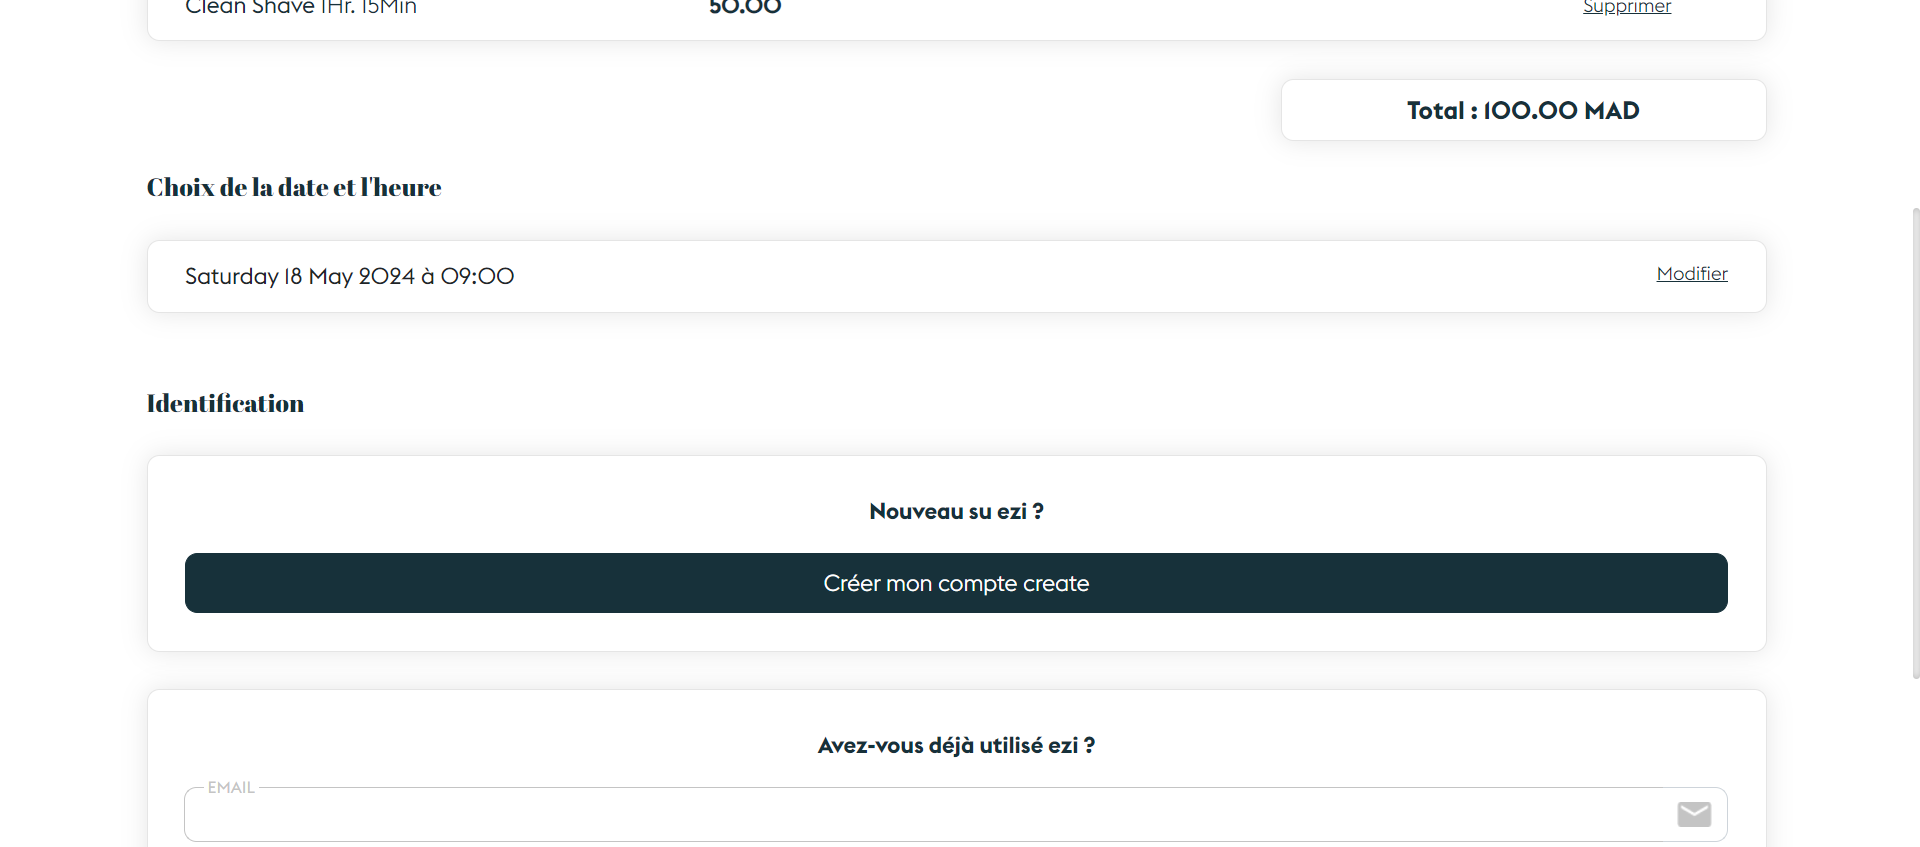 Clean Shave 1Hr. 15Min 50.00 Supprimer
Total : 100.00 MAD
Choix de la date et l'heure
Saturday 18 May 2024 à 09:00 Modifier
Identification
Nouveau su ezi ?
Créer mon compte create
Avez-vous déjà utilisé ezi ?
EMAIL